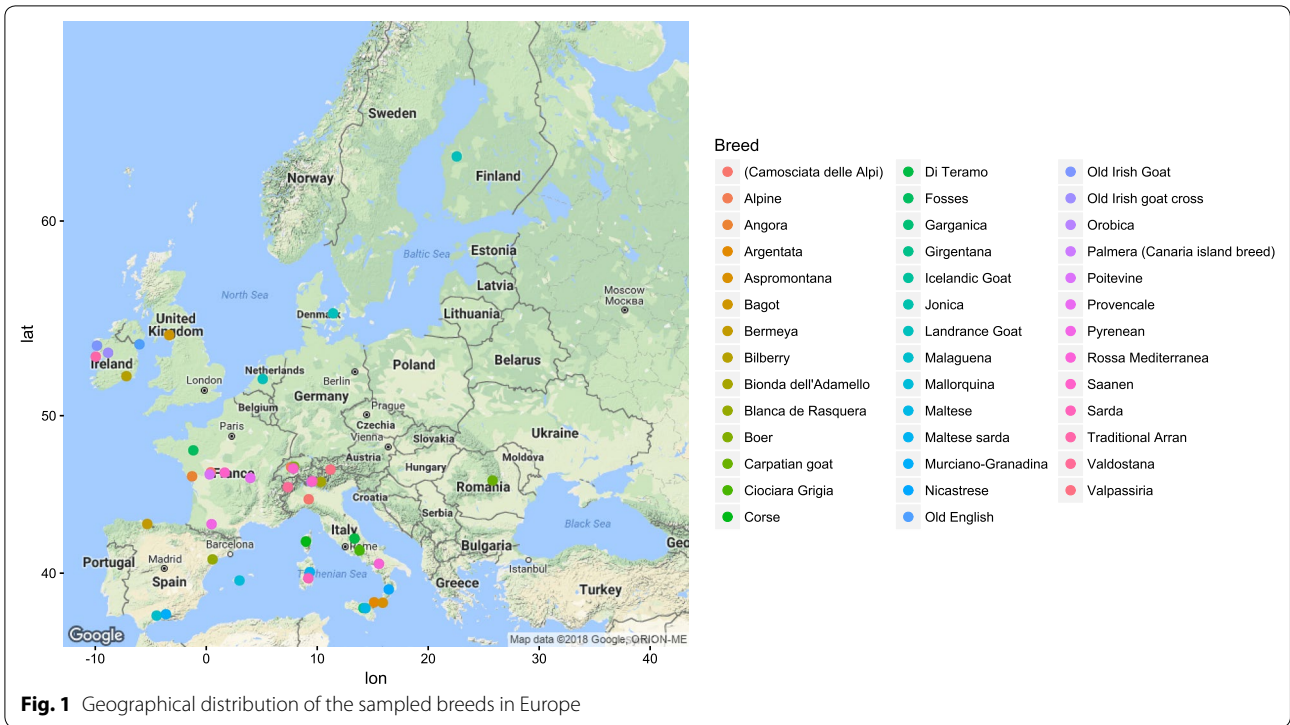 Sweden
Norway
Finland
60
Estonia
Baltic Sea
Latvia
Moscow
Москва
North Sea
Denmark
Lithuania
United
Kingdom
lat
Ireland
Belarus
Netherlands
Poland
London
Berlin
Germany
50
Belgium
Prague
Czechia
Paris
Vienna
Slovakia
Ukraine
Austria
Moldova
Hungary
France
Romania
Croatia
Serbia
Black Sea
Italy
Barcelona
Bulgaria
Geo
Rome
Portugal
Madrid
Istanbul
40
Spain
Tyrrhenian Sea
Greece
Turkey
Google
Map data ©2018 Google, ORION-ME
-10
0
10
20
30
40
lon
Breed
(Camosciata delle Alpi)
Alpine
Angora
Argentata
Aspromontana
Bagot
Bermeya
Bilberry
Bionda dell'Adamello
Blanca de Rasquera
Boer
Carpatian goat
Ciociara Grigia
Corse
Di Teramo
Fosses
Garganica
Girgentana
Icelandic Goat
Jonica
Landrance Goat
Malaguena
Mallorquina
Maltese
Maltese sarda
Murciano-Granadina
Nicastrese
Old English
Old Irish Goat
Old Irish goat cross
Orobica
Palmera (Canaria island breed)
Poitevine
Provencale
Pyrenean
Rossa Mediterranea
Saanen
Sarda
Traditional Arran
Valdostana
Valpassiria
Fig. 1 Geographical distribution of the sampled breeds in Europe